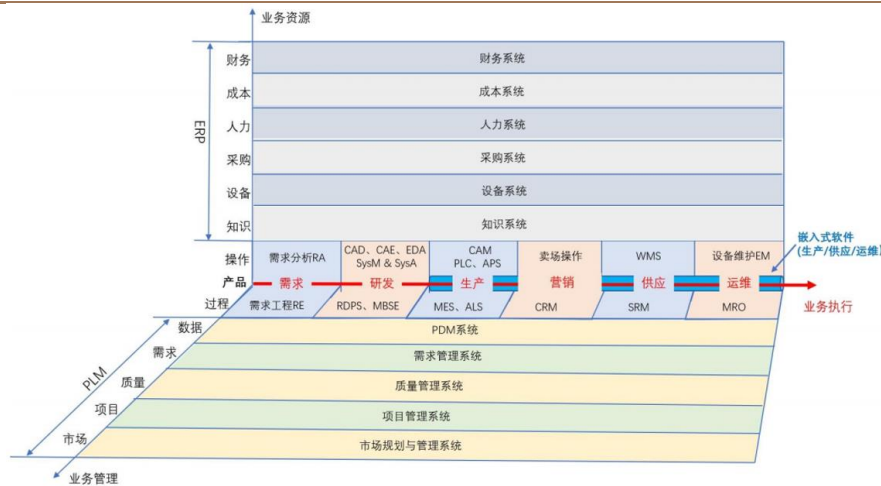 业务资源
财务
财务系统
成本
成本系统
人力
人力系统
ERP
采购
采购系统
设备
设备系统
知识
知识系统
嵌入式软件
(生产/供应/运维)
操作
需求分析RA
CAD、CAE、EDA
SysM & SysA
CAM
PLC、APS
卖场操作
WMS
设备维护EM
产品
需求
研发
生产
营销
供应
运维
业务执行
过程
需求工程RE
RDPS、MBSE
MES、ALS
CRM
SRM
MRO
数据
PDM系统
需求
需求管理系统
PLM
质量
质量管理系统
项目
项目管理系统
市场
市场规划与管理系统
业务管理